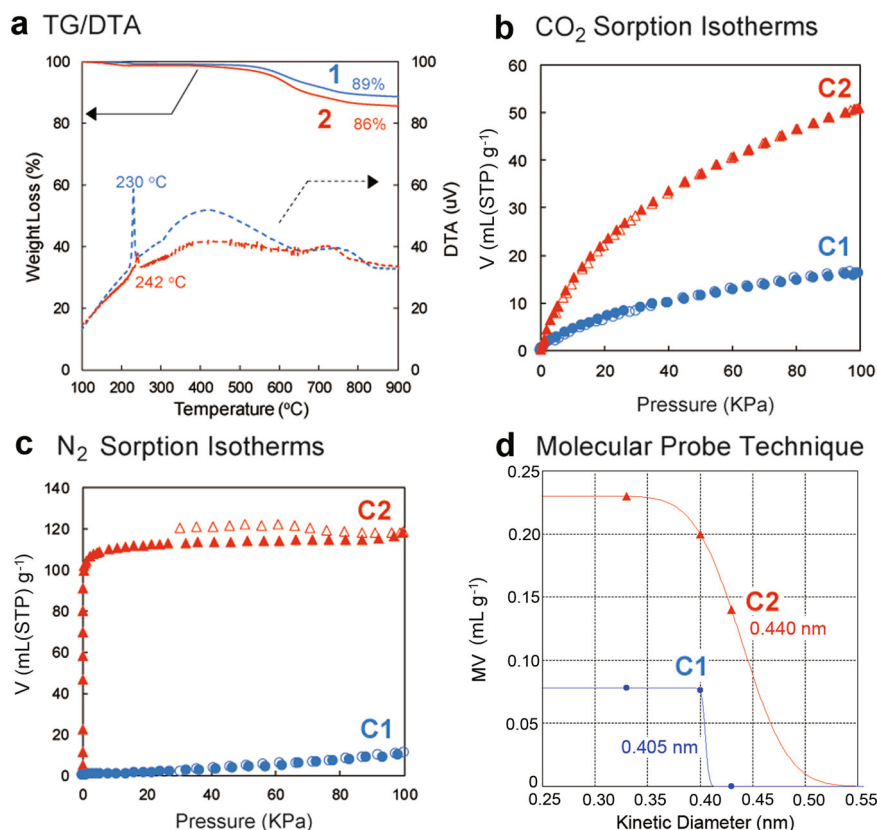 a TG/DTA
100
80
60
40
20
0
Weight Loss (%)
100
80
60
40
20
0
DTA (uV)
1
89%
2
86%
230 °C
242 °C
100 200 300 400 500 600 700 800 900
Temperature (°C)
b CO2 Sorption Isotherms
60
50
40
30
20
10
0
V (mL(STP) g-1)
C2
C1
0 20 40 60 80 100
Pressure (KPa)
c N2 Sorption Isotherms
140
120
100
80
60
40
20
0
V (mL(STP) g-1)
C2
C1
0 20 40 60 80 100
Pressure (KPa)
d Molecular Probe Technique
0.25
0.20
0.15
0.10
0.05
0
MV (mL g-1)
C2
0.440 nm
C1
0.405 nm
0.25 0.30 0.35 0.40 0.45 0.50 0.55
Kinetic Diameter (nm)